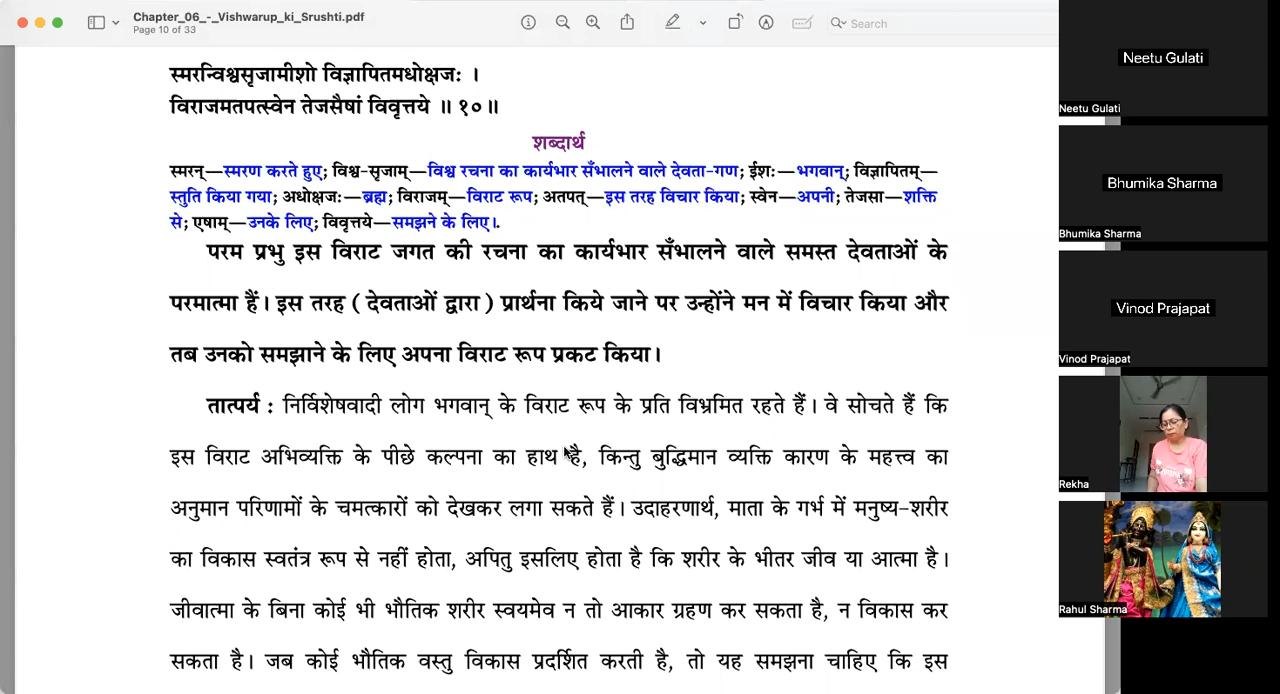 Chapter_06_-_Vishwarup_ki_Srushti.pdf
Page 10 of 33
Search
स्मरन्विश्वसृजामीशो विज्ञापितमधोक्षजः ।
विराजमतपत्स्वेन तेजसैषां विवृत्तये ॥ १० ॥
शब्दार्थ
स्मरन्—स्मरण करते हुए; विश्व-सृजाम्—विश्व रचना का कार्यभार सँभालने वाले देवता-गण; ईशः—भगवान्; विज्ञापितम्—
स्तुति किया गया; अधोक्षजः—ब्रह्म; विराजम्—विराट रूप; अतपत्—इस तरह विचार किया; स्वेन—अपनी; तेजसा—शक्ति
से; एषाम्—उनके लिए; विवृत्तये—समझने के लिए।.
परम प्रभु इस विराट जगत की रचना का कार्यभार सँभालने वाले समस्त देवताओं के
परमात्मा हैं। इस तरह ( देवताओं द्वारा ) प्रार्थना किये जाने पर उन्होंने मन में विचार किया और
तब उनको समझाने के लिए अपना विराट रूप प्रकट किया।
तात्पर्य : निर्विशेषवादी लोग भगवान् के विराट रूप के प्रति विभ्रमित रहते हैं। वे सोचते हैं कि
इस विराट अभिव्यक्ति के पीछे कल्पना का हाथ है, किन्तु बुद्धिमान व्यक्ति कारण के महत्त्व का
अनुमान परिणामों के चमत्कारों को देखकर लगा सकते हैं। उदाहरणार्थ, माता के गर्भ में मनुष्य-शरीर
का विकास स्वतंत्र रूप से नहीं होता, अपितु इसलिए होता है कि शरीर के भीतर जीव या आत्मा है।
जीवात्मा के बिना कोई भी भौतिक शरीर स्वयमेव न तो आकार ग्रहण कर सकता है, न विकास कर
सकता है। जब कोई भौतिक वस्तु विकास प्रदर्शित करती है, तो यह समझना चाहिए कि इस
Neetu Gulati
Neetu Gulati
Bhumika Sharma
Bhumika Sharma
Vinod Prajapat
Vinod Prajapat
Rekha
Rahul Sharma